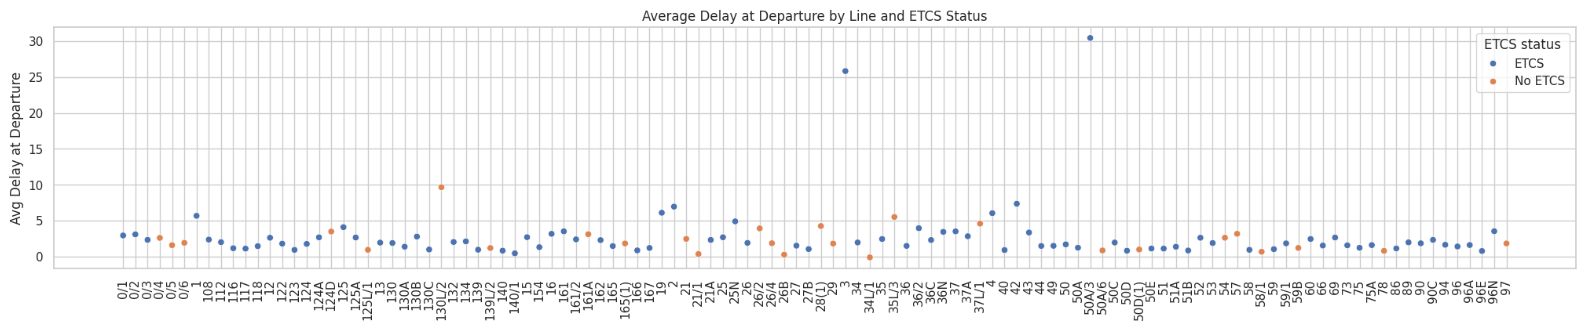 Average Delay at Departure by Line and ETCS Status
ETCS status
ETCS
No ETCS
Avg Delay at Departure
30
25
20
15
10
5
0
0/1 0/2 0/3 0/4 0/5 0/6 1 108 112 116 117 118 12 122 123 124 124A 124D 125 125A 125L/1 13 130 130A 130B 130C 130L/2 132 134 139 139L/2 140 140/1 15 154 16 161 161/2 161A 162 165 165(1) 166 167 19 2 21 21/1 21A 25 25N 26 26/2 26/4 26B 27 27B 28(1) 29 3 34 34L/1 35 35L/3 36 36/2 36C 36N 37 37A 37L/1 4 40 42 43 44 49 50 50A 50A/3 50A/6 50C 50D 50D(1) 50E 51 51A 51B 52 53 54 57 58 58/1 59 59/1 59B 60 66 69 73 75 75A 78 86 89 90 90C 94 96 96A 96E 96N 97